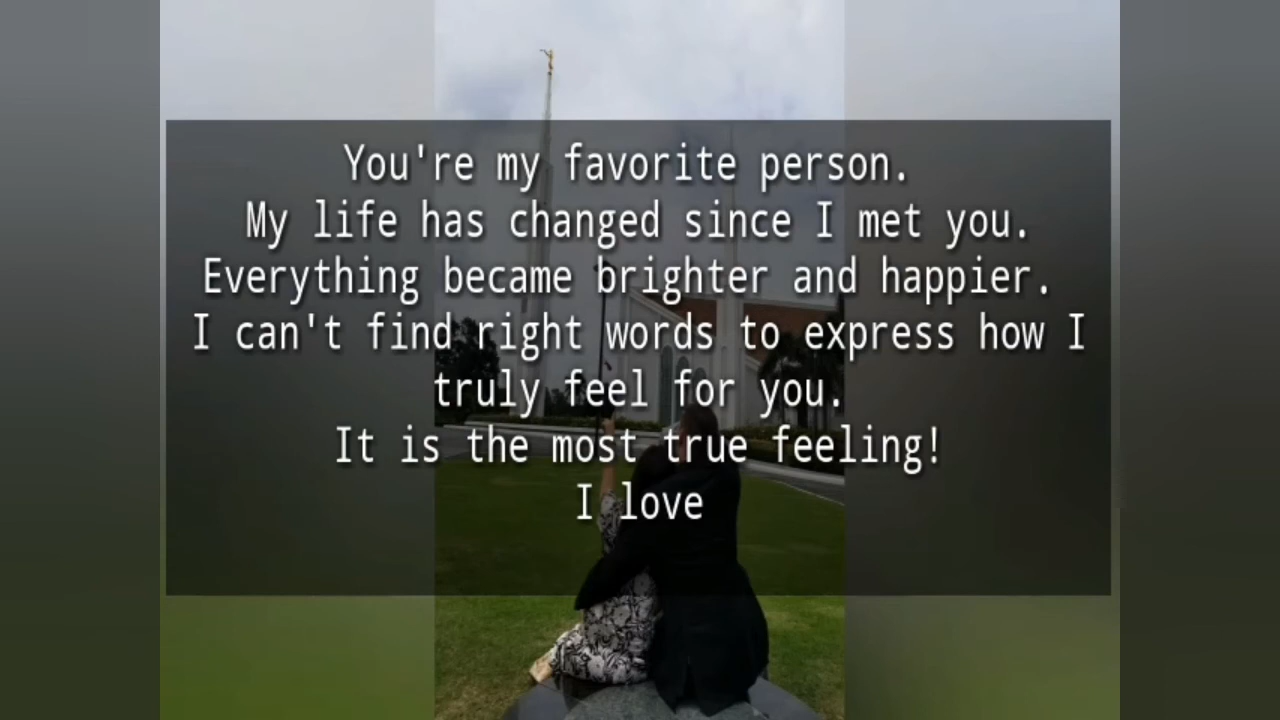 You're my favorite person.
My life has changed since I met you.
Everything became brighter and happier.
I can't find right words to express how I
truly feel for you.
It is the most true feeling!
I love